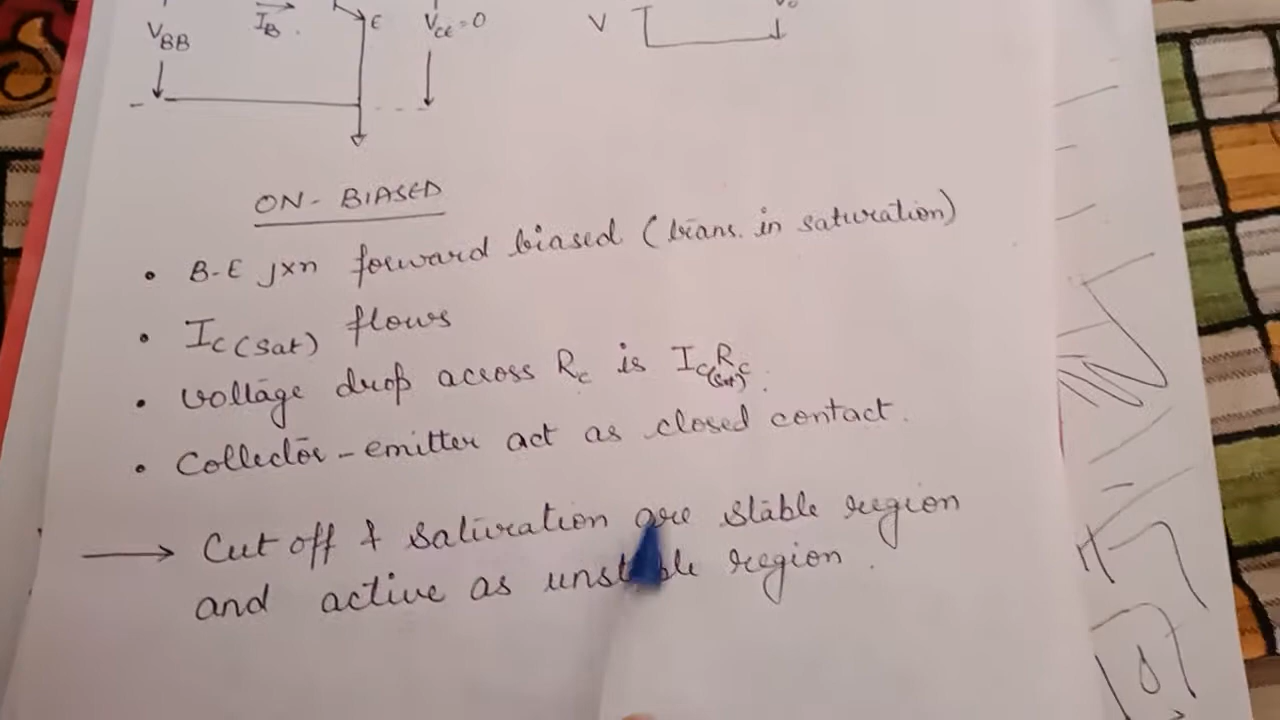 V_BB
I_B.
E
V_CE=0
V
ON-BIASED
• B-E jxn forward biased (trans. in saturation)
• I_C(Sat) flows
• Voltage drop across R_c is I_C(Sat)R_c.
• Collector-emitter act as closed contact.
→ Cut off & saturation are stable region
and active as unstable region.